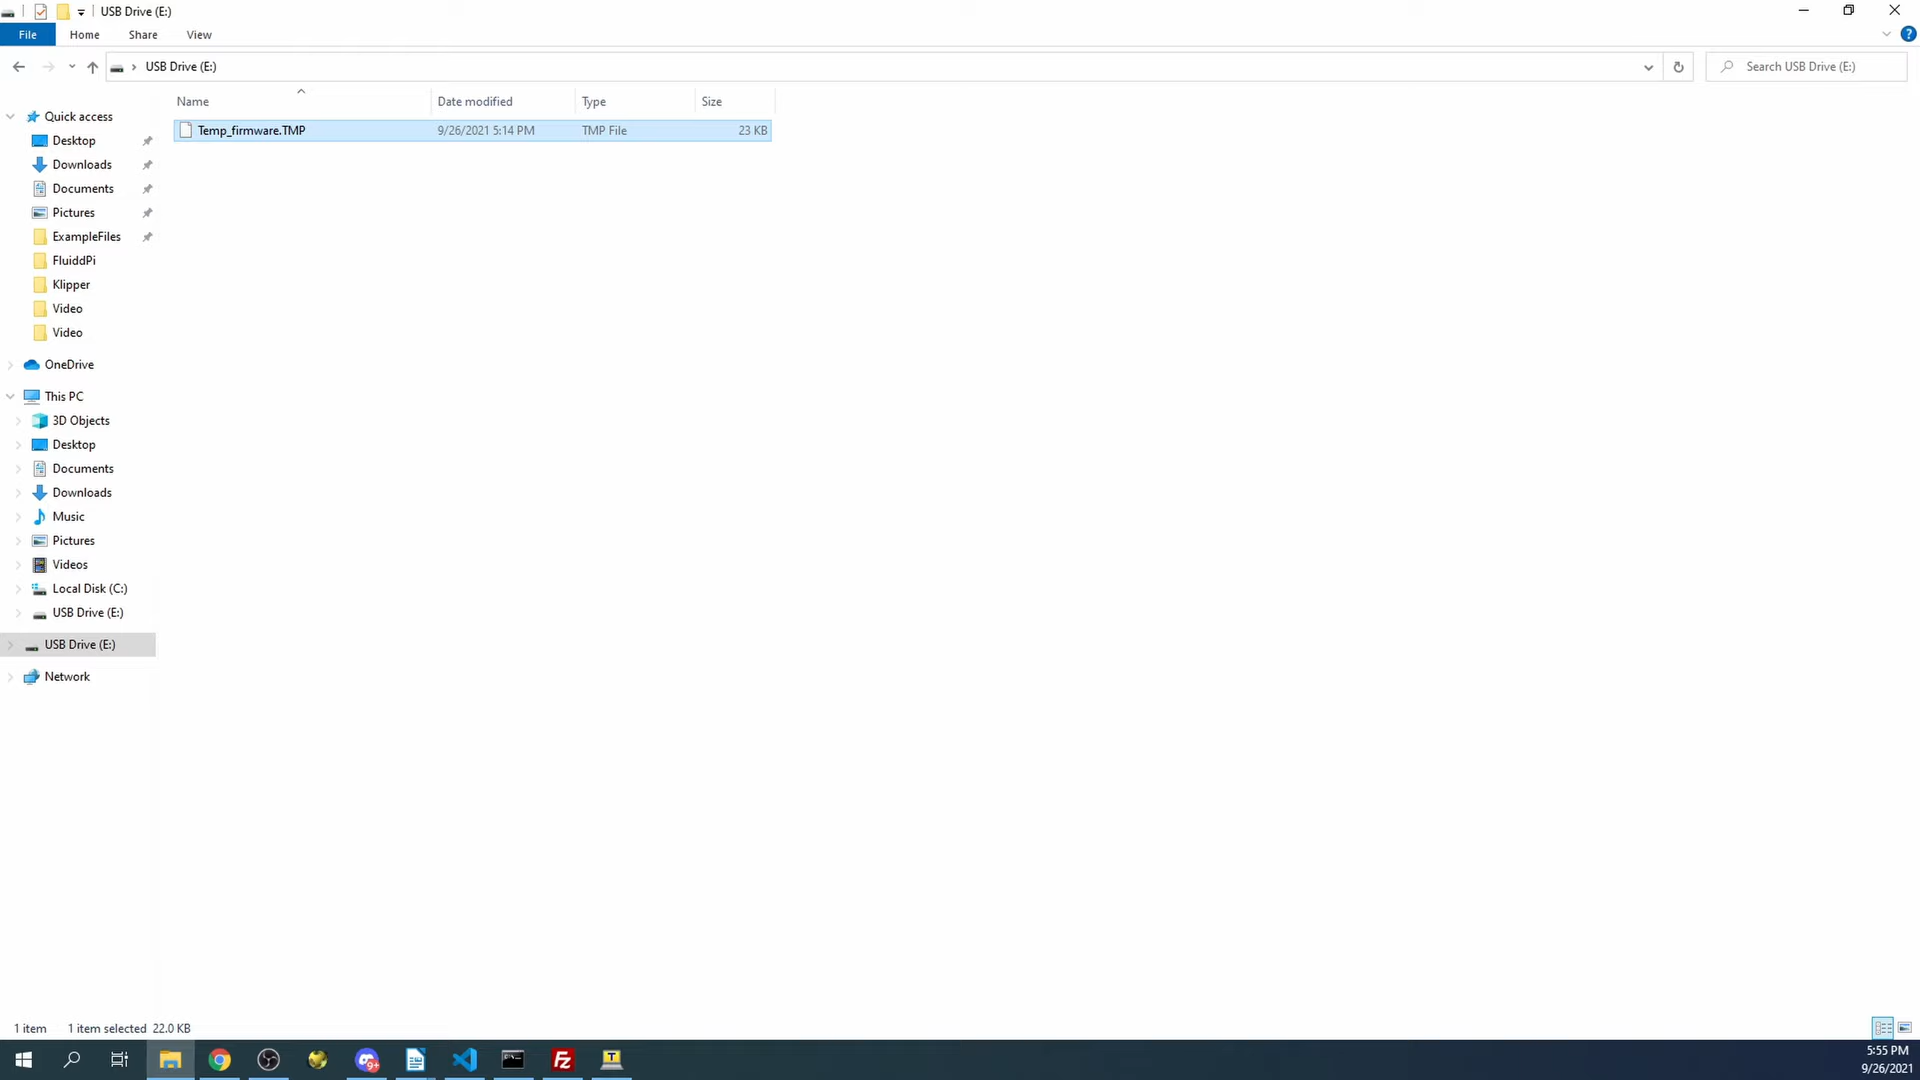 USB Drive (E:)
File Home Share View
USB Drive (E:)
Search USB Drive (E:)
Name Date modified Type Size
Temp_firmware.TMP 9/26/2021 5:14 PM TMP File 23 KB
Quick access
Desktop
Downloads
Documents
Pictures
ExampleFiles
FluiddPi
Klipper
Video
Video
OneDrive
This PC
3D Objects
Desktop
Documents
Downloads
Music
Pictures
Videos
Local Disk (C:)
USB Drive (E:)
USB Drive (E:)
Network
1 item 1 item selected 22.0 KB
9+ Fz T
5:55 PM
9/26/2021